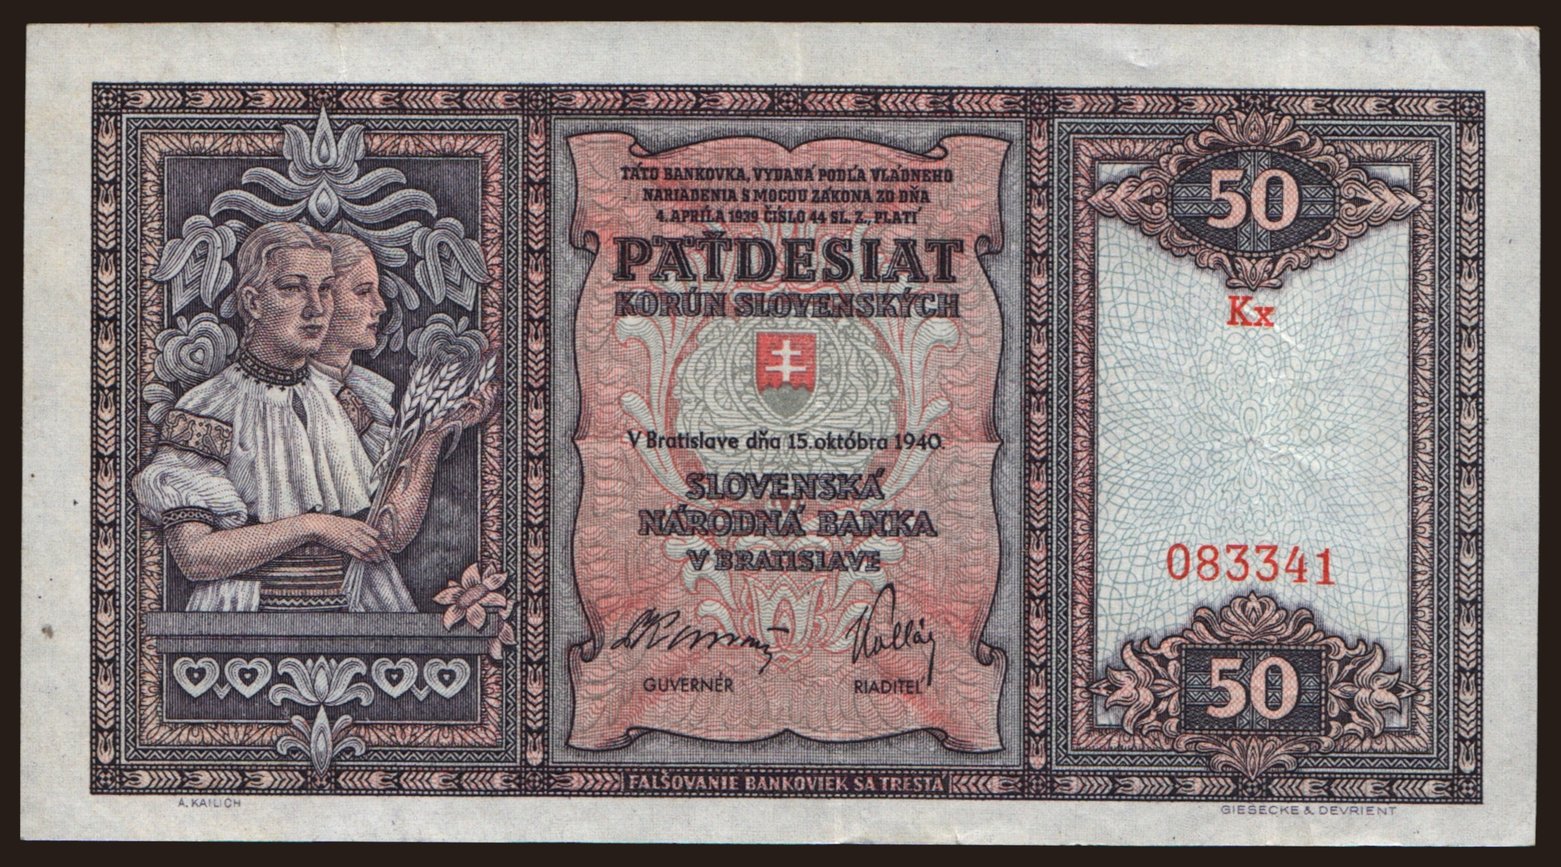 TÁTO BANKOVKA, VYDANÁ PODĽA VLÁDNEHO
NARIADENIA S MOCOU ZÁKONA ZO DŇA
4. APRÍLA 1939 ČÍSLO 44 SL. Z., PLATÍ
PÄŤDESIAT
KORÚN SLOVENSKÝCH
V Bratislave dňa 15. októbra 1940.
SLOVENSKÁ
NÁRODNÁ BANKA
V BRATISLAVE
GUVERNÉR
RIADITEĽ
FALŠOVANIE BANKOVIEK SA TRESTÁ
50
Kx
083341
50
A. KAILICH
GIESECKE & DEVRIENT